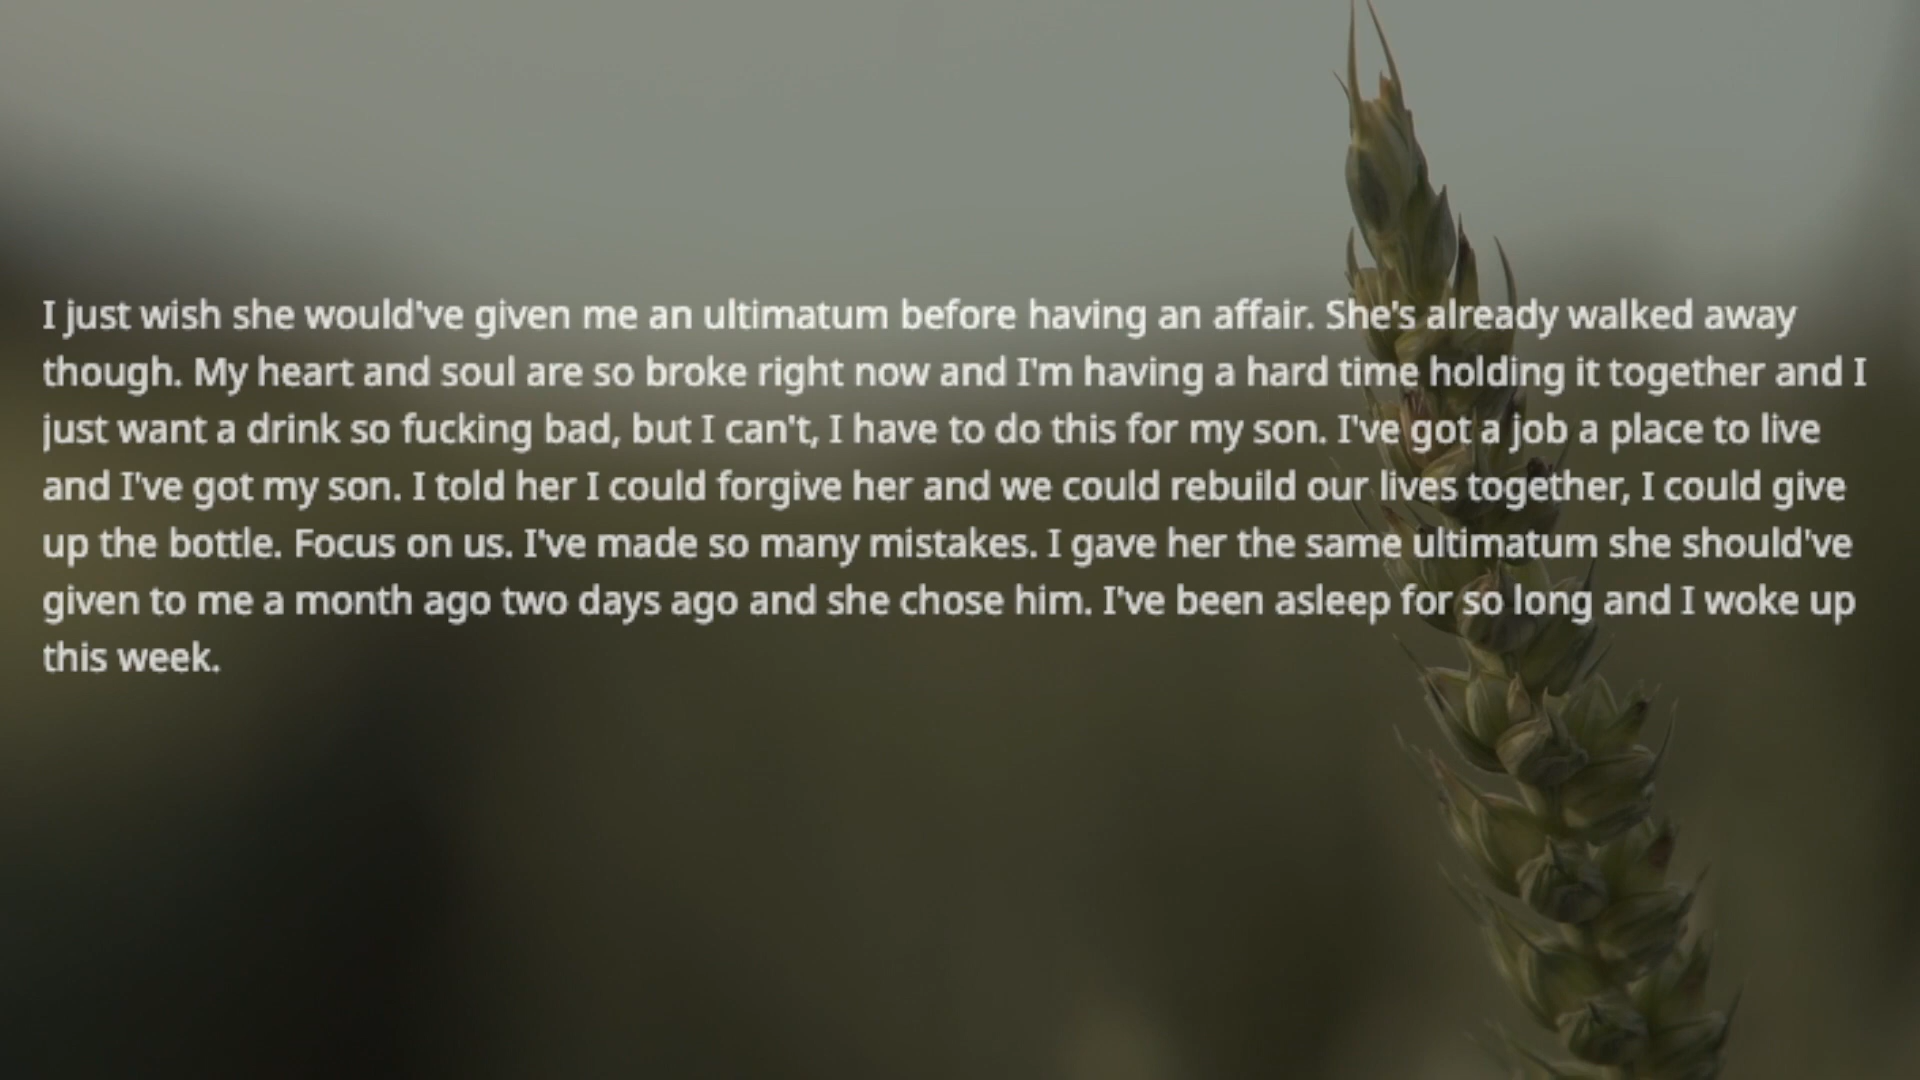 I just wish she would've given me an ultimatum before having an affair. She's already walked away
though. My heart and soul are so broke right now and I'm having a hard time holding it together and I
just want a drink so fucking bad, but I can't, I have to do this for my son. I've got a job a place to live
and I've got my son. I told her I could forgive her and we could rebuild our lives together, I could give
up the bottle. Focus on us. I've made so many mistakes. I gave her the same ultimatum she should've
given to me a month ago two days ago and she chose him. I've been asleep for so long and I woke up
this week.